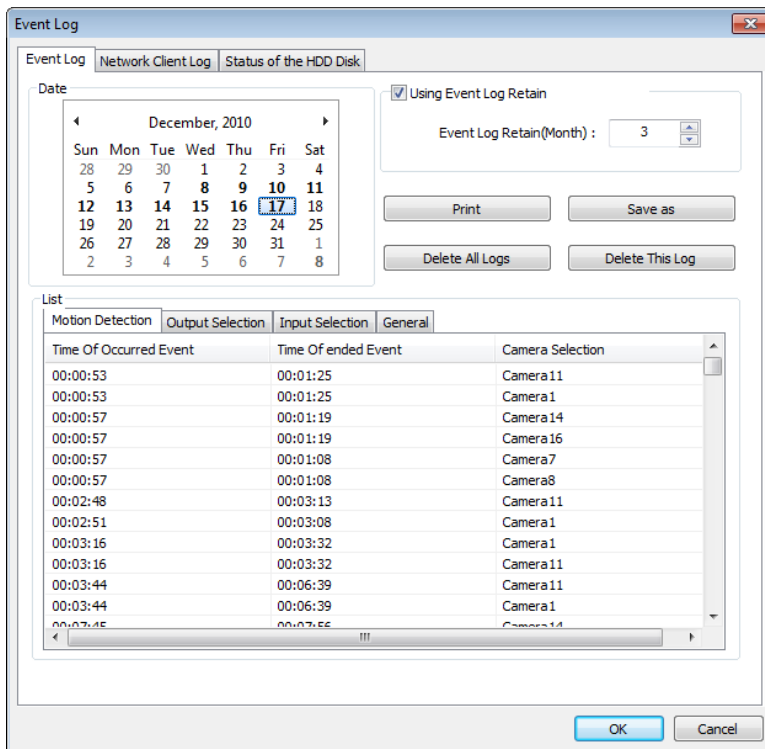 Event Log
Event Log Network Client Log Status of the HDD Disk
Date
December, 2010
Sun Mon Tue Wed Thu Fri Sat
28 29 30 1 2 3 4
5 6 7 8 9 10 11
12 13 14 15 16 17 18
19 20 21 22 23 24 25
26 27 28 29 30 31 1
2 3 4 5 6 7 8
Using Event Log Retain
Event Log Retain(Month) : 3
Print Save as
Delete All Logs Delete This Log
List
Motion Detection Output Selection Input Selection General
Time Of Occurred Event Time Of ended Event Camera Selection
00:00:53 00:01:25 Camera11
00:00:53 00:01:25 Camera1
00:00:57 00:01:19 Camera14
00:00:57 00:01:19 Camera16
00:00:57 00:01:08 Camera7
00:00:57 00:01:08 Camera8
00:02:48 00:03:13 Camera11
00:02:51 00:03:08 Camera1
00:03:16 00:03:32 Camera1
00:03:16 00:03:32 Camera11
00:03:44 00:06:39 Camera11
00:03:44 00:06:39 Camera1
00:07:45 00:07:56 Camera14
OK Cancel